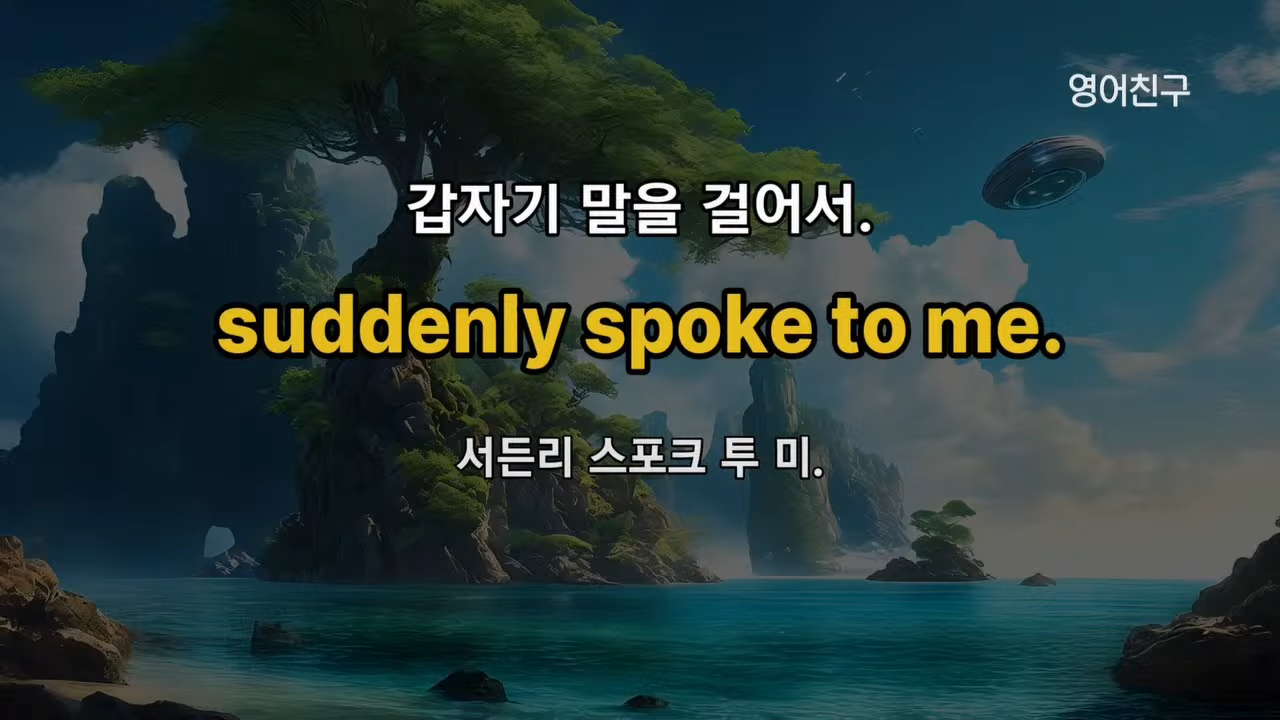 영어친구
갑자기 말을 걸어서.
suddenly spoke to me.
서든리 스포크 투 미.